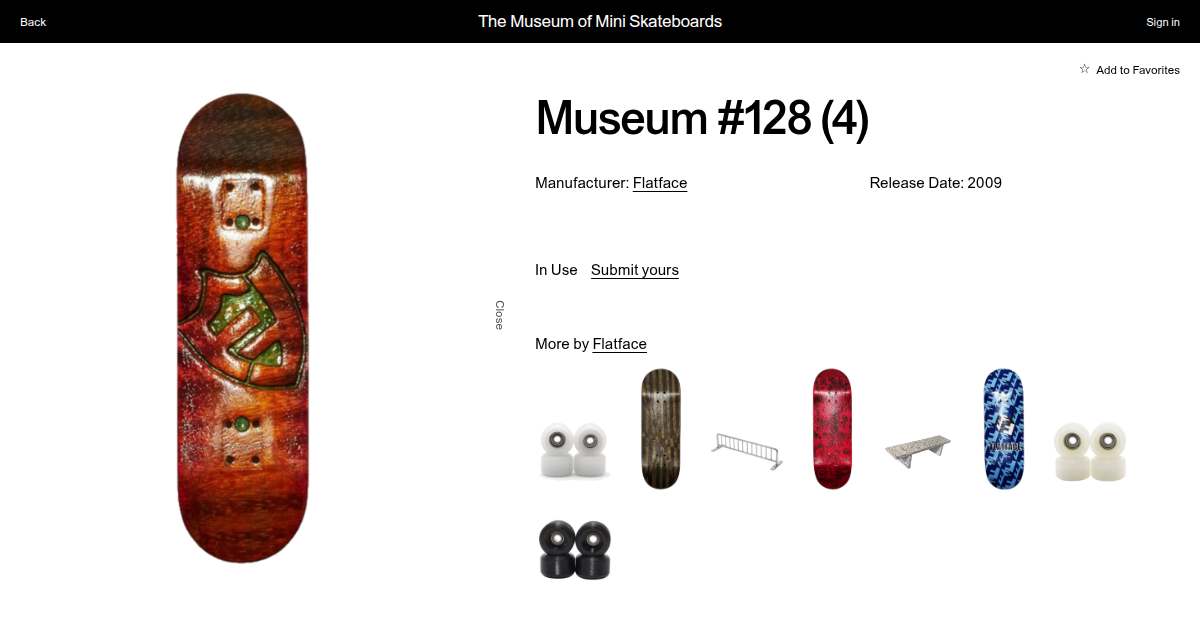 Back
The Museum of Mini Skateboards
Sign in
☆ Add to Favorites
Museum #128 (4)
Manufacturer: Flatface
Release Date: 2009
In Use Submit yours
Close
More by Flatface